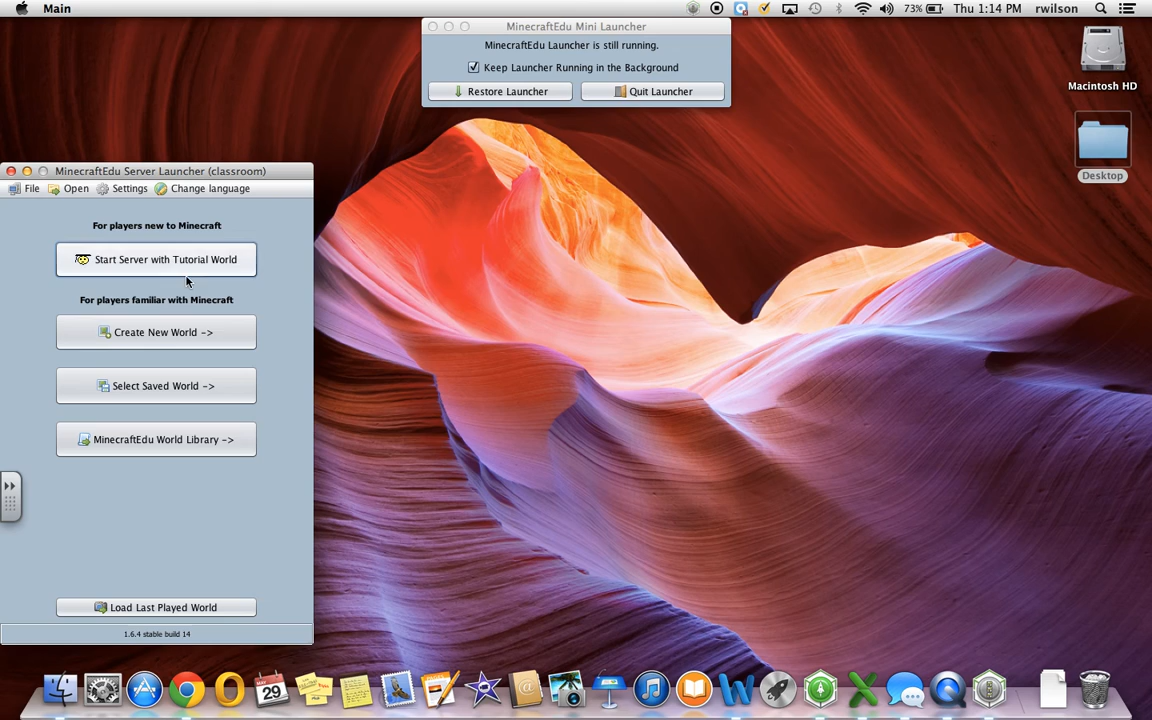 Main
73%
Thu 1:14 PM
rwilson
MinecraftEdu Mini Launcher
MinecraftEdu Launcher is still running.
Keep Launcher Running in the Background
Restore Launcher
Quit Launcher
Macintosh HD
Desktop
MinecraftEdu Server Launcher (classroom)
File Open Settings Change language
For players new to Minecraft
Start Server with Tutorial World
For players familiar with Minecraft
Create New World ->
Select Saved World ->
MinecraftEdu World Library ->
Load Last Played World
1.6.4 stable build 14